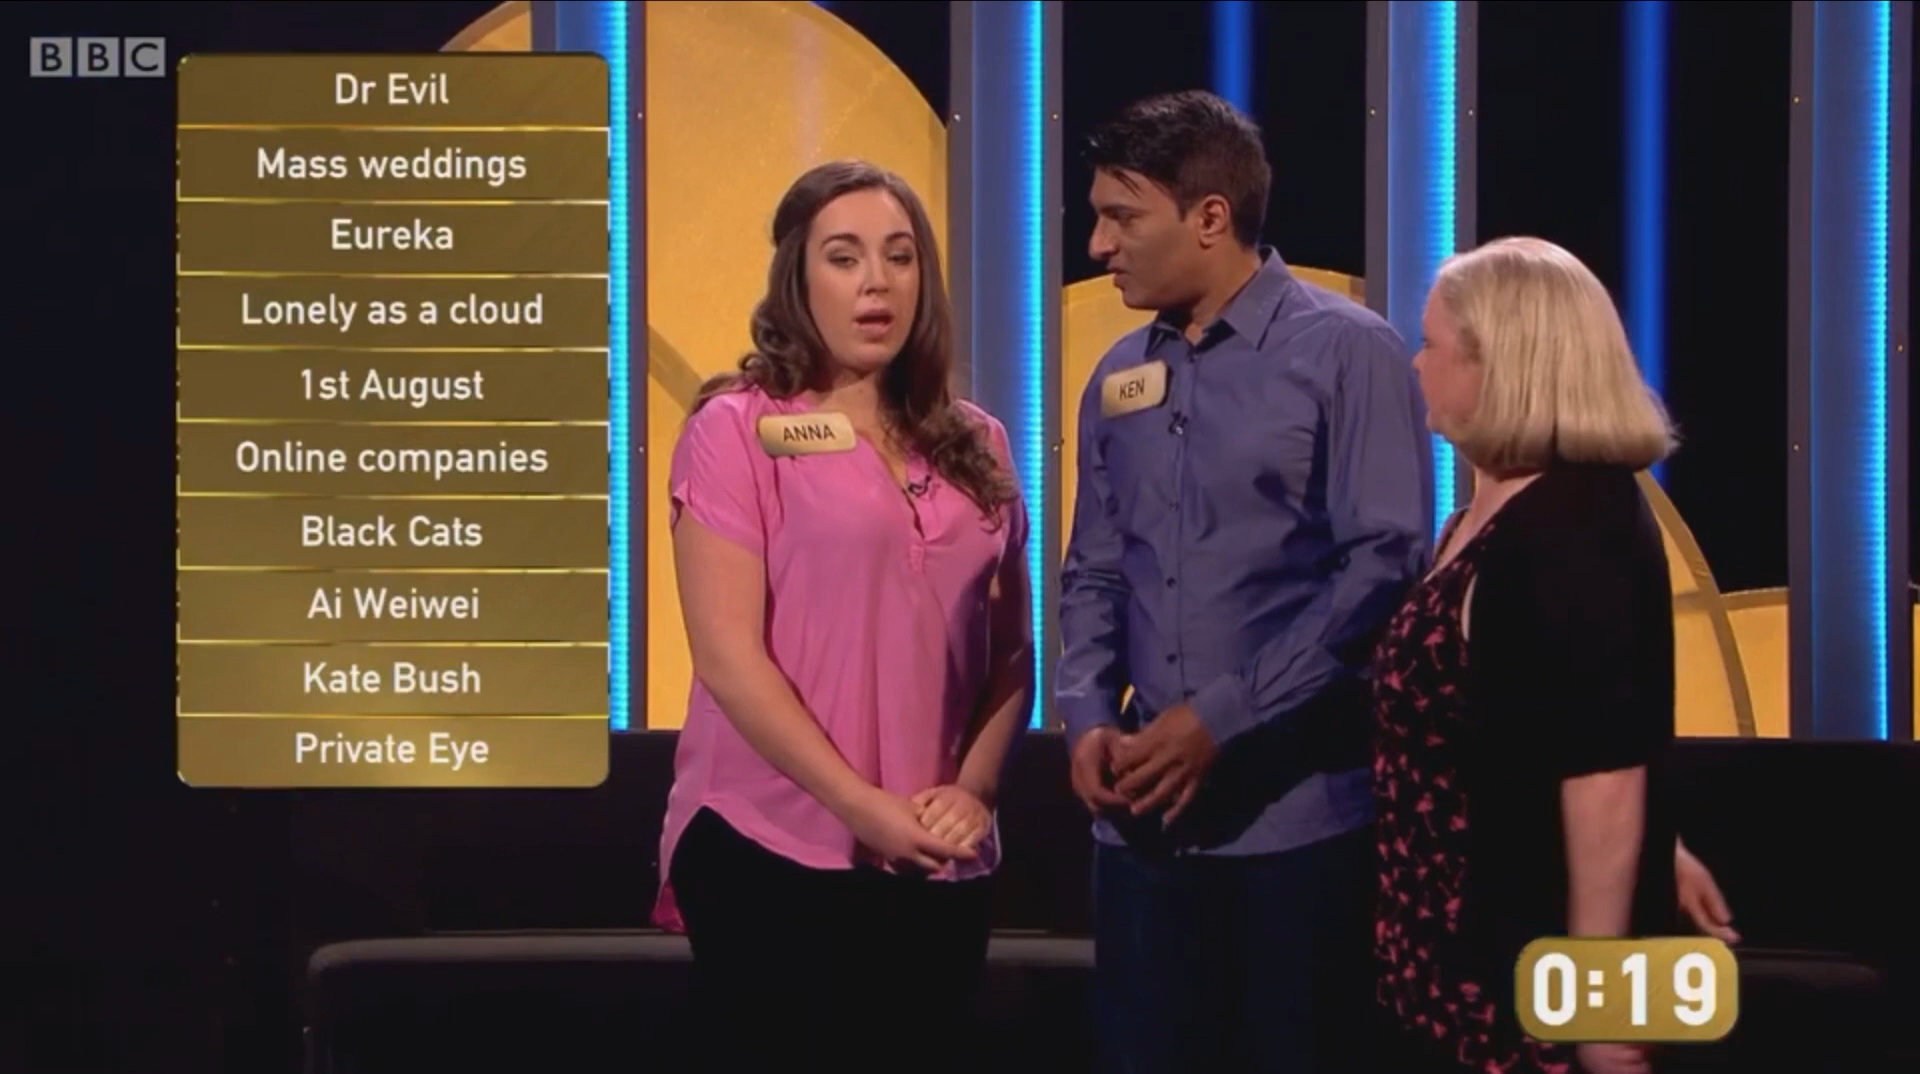 BBC
Dr Evil
Mass weddings
Eureka
Lonely as a cloud
1st August
Online companies
Black Cats
Ai Weiwei
Kate Bush
Private Eye
ANNA
KEN
0:19